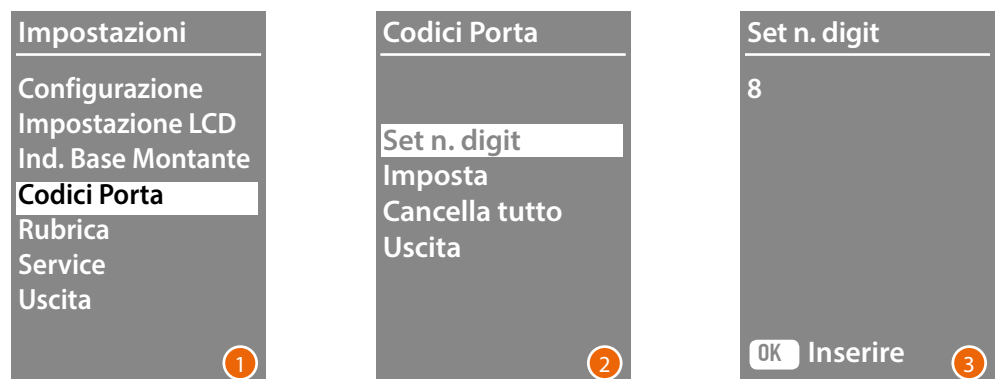 Impostazioni
Configurazione
Impostazione LCD
Ind. Base Montante
Codici Porta
Rubrica
Service
Uscita
1
Codici Porta
Set n. digit
Imposta
Cancella tutto
Uscita
2
Set n. digit
8
OK Inserire
3